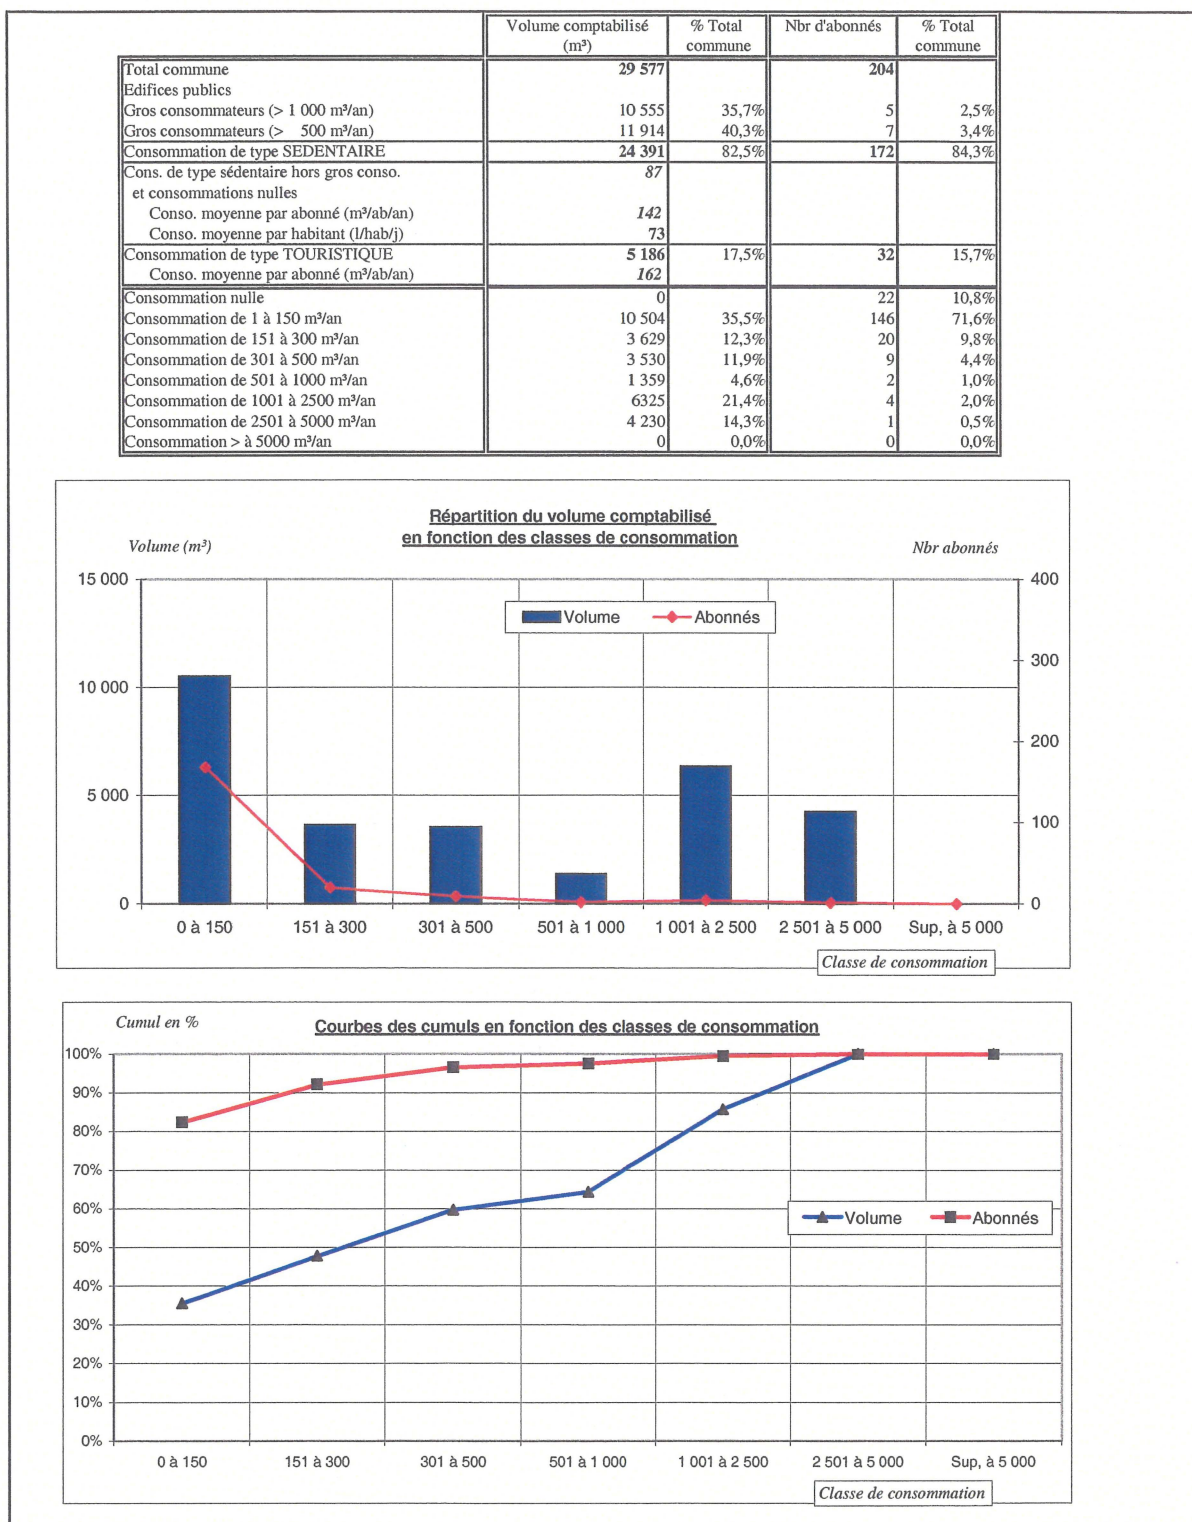 Volume comptabilisé (m³) % Total commune Nbr d'abonnés % Total commune
Total commune 29 577 204
Edifices publics
Gros consommateurs (> 1 000 m³/an) 10 555 35,7% 5 2,5%
Gros consommateurs (> 500 m³/an) 11 914 40,3% 7 3,4%
Consommation de type SEDENTAIRE 24 391 82,5% 172 84,3%
Cons. de type sédentaire hors gros conso. 87
et consommations nulles
Conso. moyenne par abonné (m³/ab/an) 142
Conso. moyenne par habitant (l/hab/j) 73
Consommation de type TOURISTIQUE 5 186 17,5% 32 15,7%
Conso. moyenne par abonné (m³/ab/an) 162
Consommation nulle 0 22 10,8%
Consommation de 1 à 150 m³/an 10 504 35,5% 146 71,6%
Consommation de 151 à 300 m³/an 3 629 12,3% 20 9,8%
Consommation de 301 à 500 m³/an 3 530 11,9% 9 4,4%
Consommation de 501 à 1000 m³/an 1 359 4,6% 2 1,0%
Consommation de 1001 à 2500 m³/an 6325 21,4% 4 2,0%
Consommation de 2501 à 5000 m³/an 4 230 14,3% 1 0,5%
Consommation > à 5000 m³/an 0 0,0% 0 0,0%
Répartition du volume comptabilisé
en fonction des classes de consommation
Volume (m³) Nbr abonnés
15 000 400
Volume Abonnés
300
10 000
200
5 000
100
0 0
0 à 150 151 à 300 301 à 500 501 à 1 000 1 001 à 2 500 2 501 à 5 000 Sup, à 5 000
Classe de consommation
Cumul en %
Courbes des cumuls en fonction des classes de consommation
100%
90%
80%
70%
60%
Volume Abonnés
50%
40%
30%
20%
10%
0%
0 à 150 151 à 300 301 à 500 501 à 1 000 1 001 à 2 500 2 501 à 5 000 Sup, à 5 000
Classe de consommation